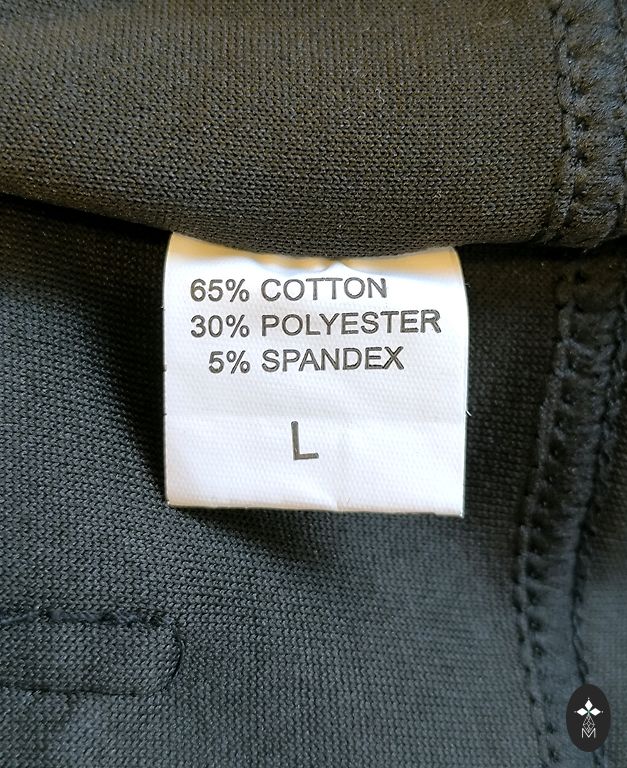 65% COTTON
30% POLYESTER
5% SPANDEX
L